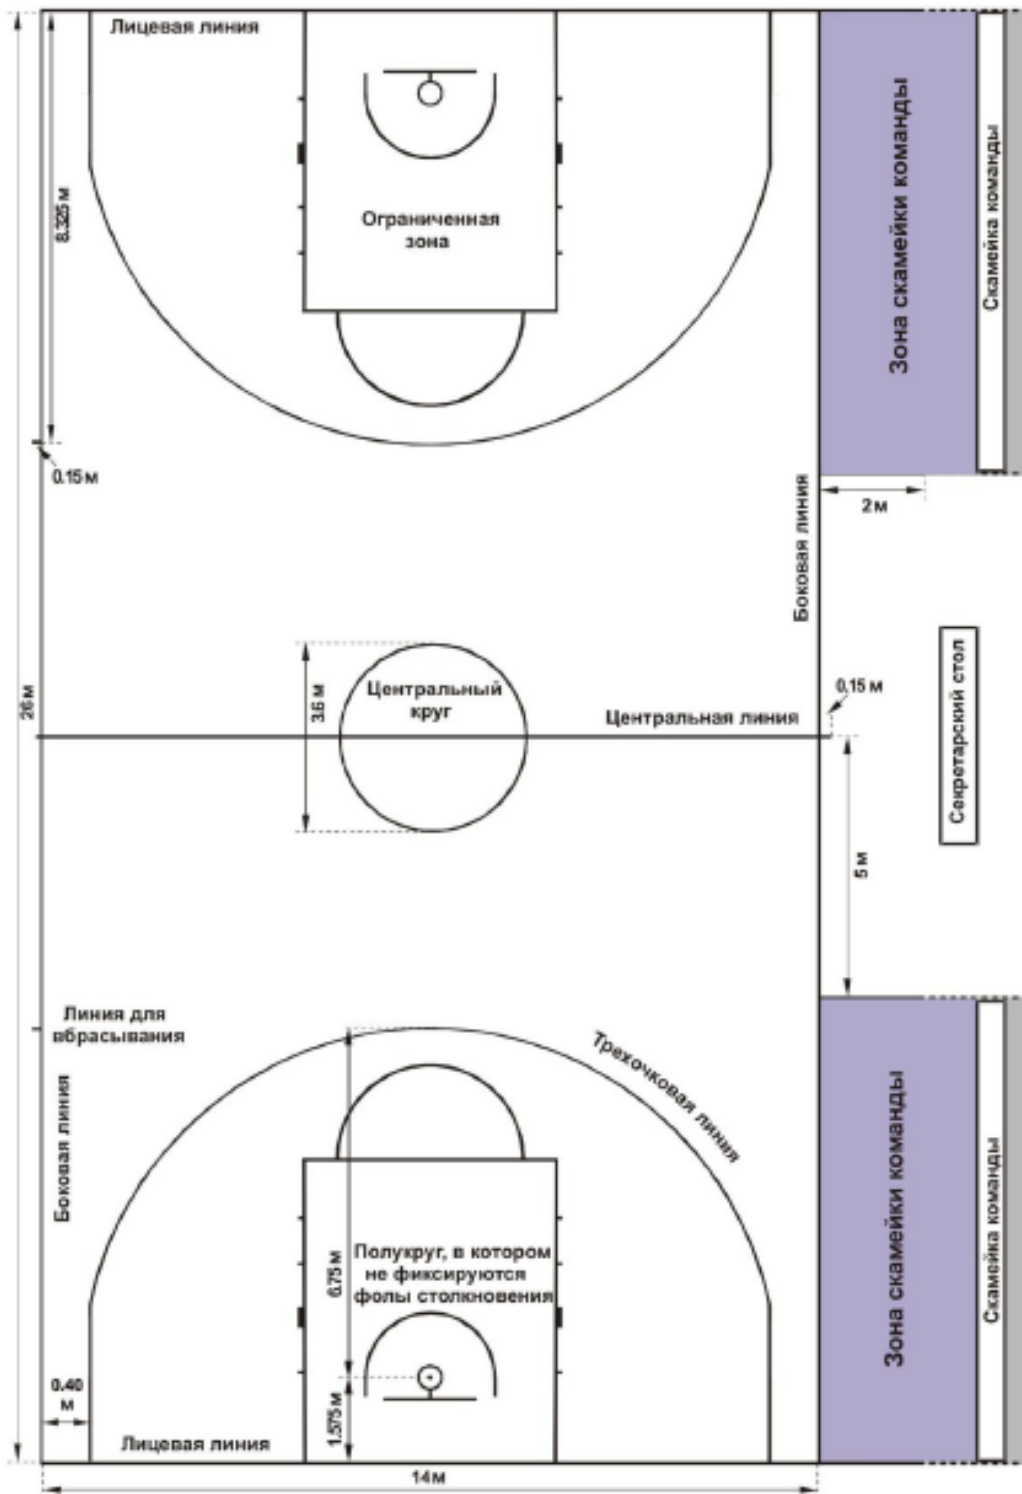 Лицевая линия
Зона скамейки команды
Скамейка команды
8.325 м
Ограниченная
зона
0.15 м
2 м
Боковая линия
26 м
3.6 м
Центральный
круг
Центральная линия
0.15 м
Секретарский стол
5 м
Линия для
вбрасывания
Трехочковая линия
Боковая линия
Зона скамейки команды
Скамейка команды
6.75 м
Полукруг, в котором
не фиксируются
фолы столкновения
0.40
м
1.575 м
Лицевая линия
14 м